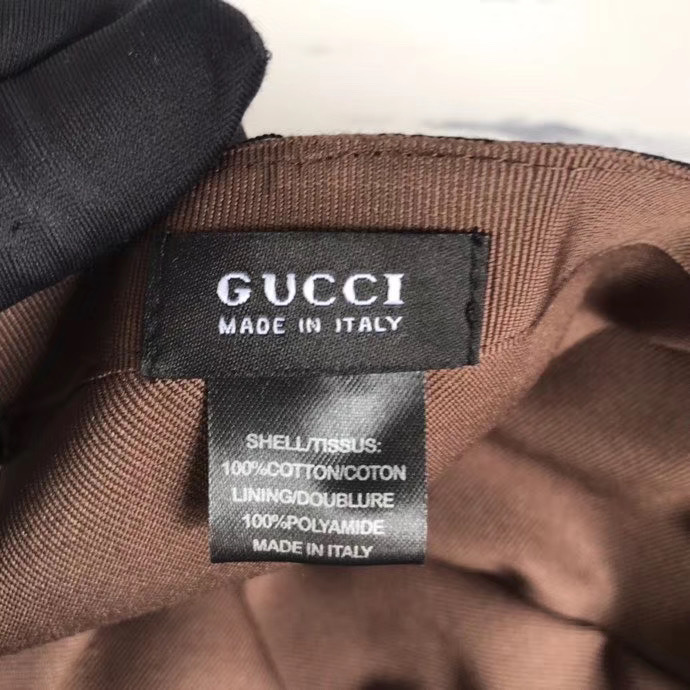 GUCCI
MADE IN ITALY
SHELL/TISSUS:
100%COTTON/COTON
LINING/DOUBLURE
100%POLYAMIDE
MADE IN ITALY